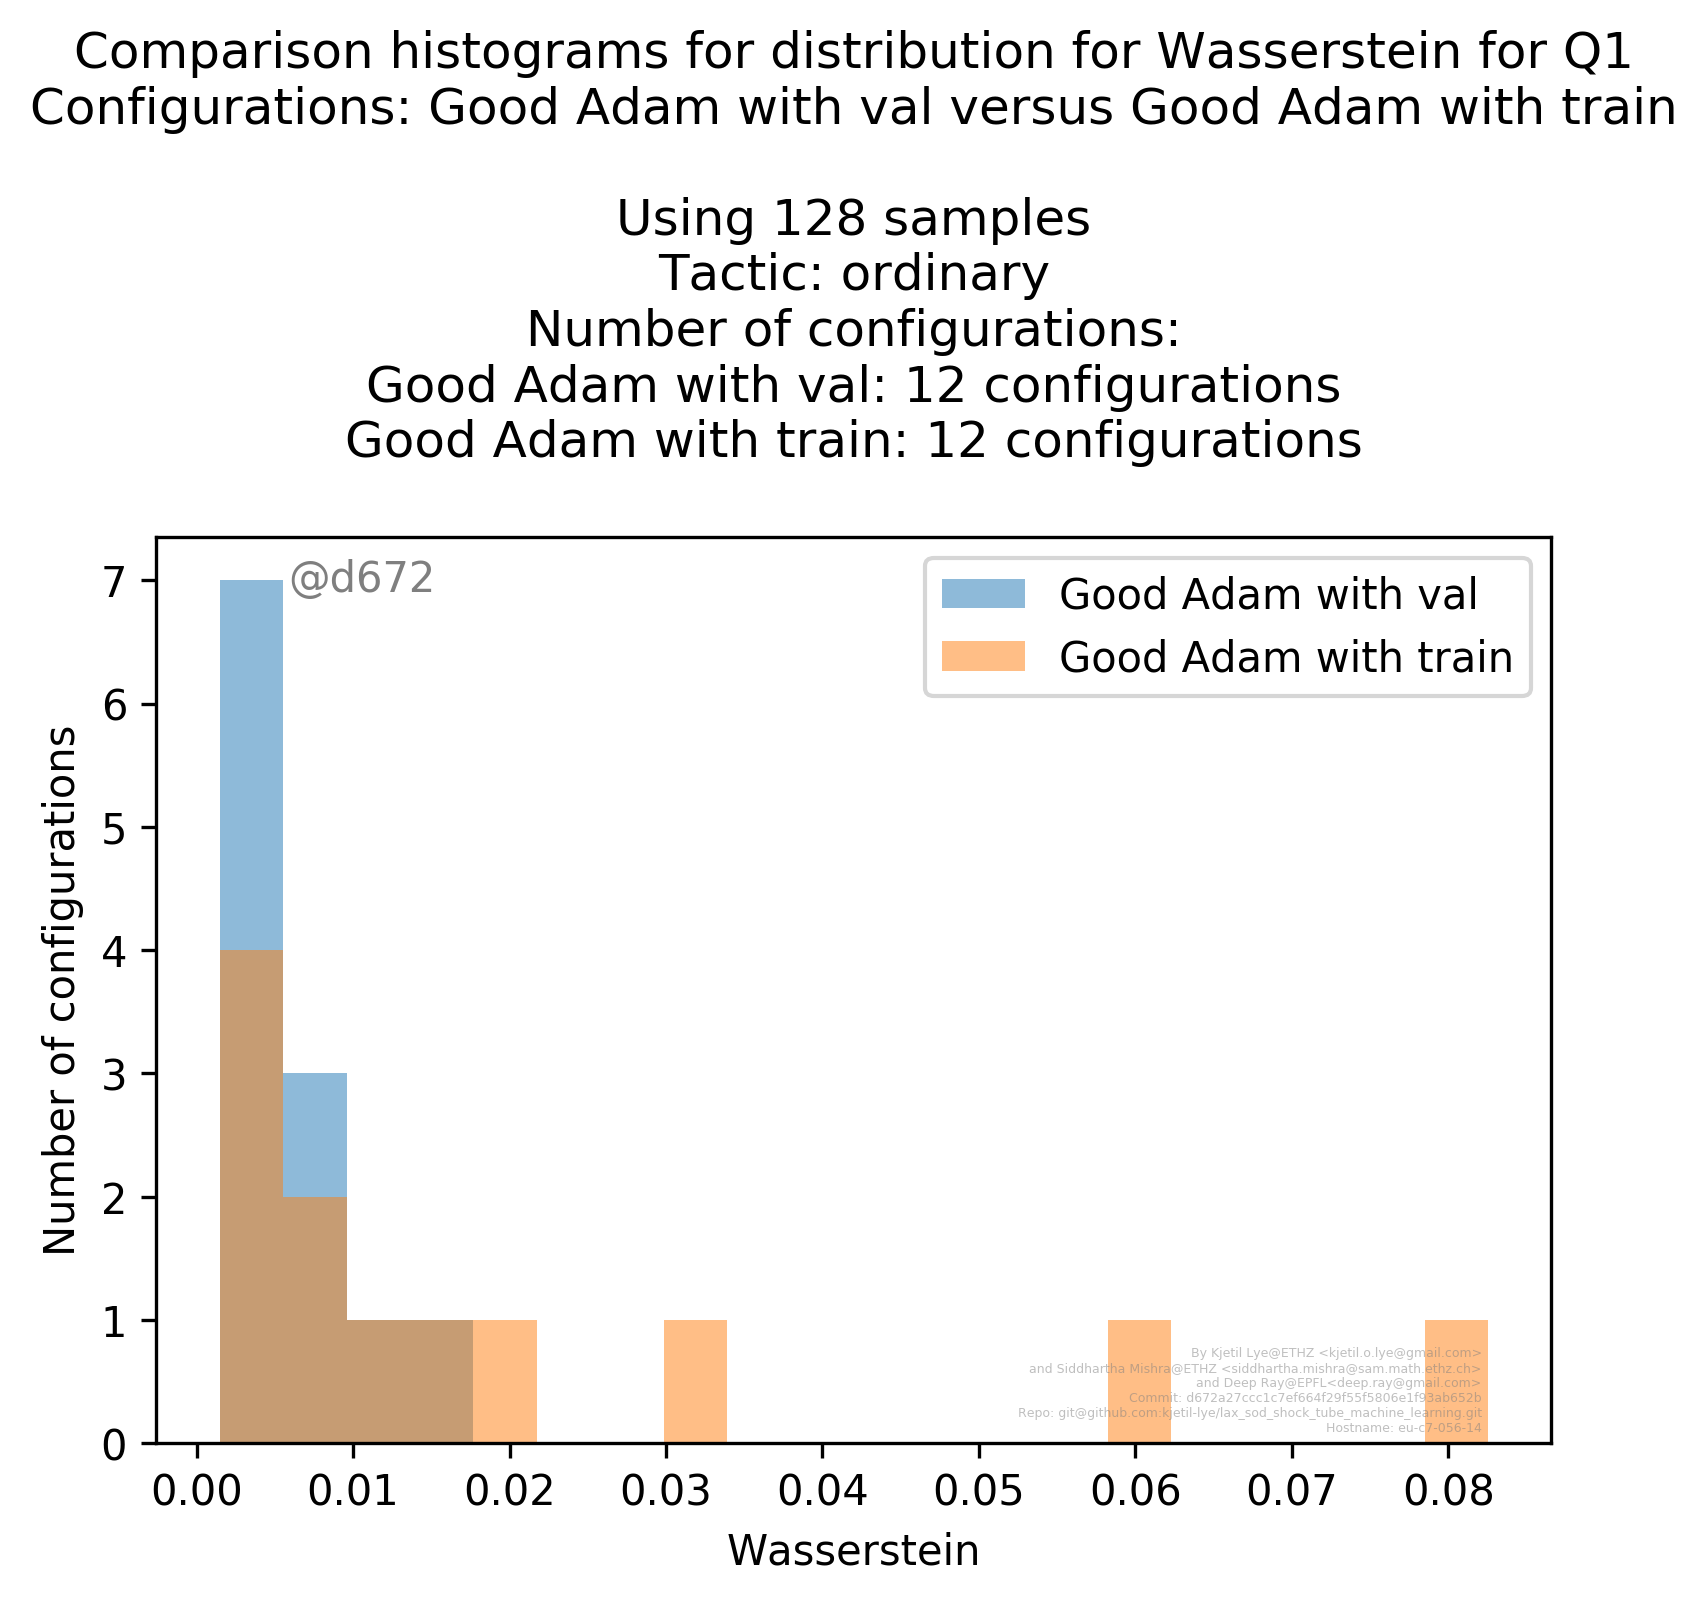 Comparison histograms for distribution for Wasserstein for Q1
Configurations: Good Adam with val versus Good Adam with train
Using 128 samples
Tactic: ordinary
Number of configurations:
Good Adam with val: 12 configurations
Good Adam with train: 12 configurations
@d672
Good Adam with val
Good Adam with train
7
6
5
4
3
2
1
0
Number of configurations
By Kjetil Lye@ETHZ <kjetil.o.lye@gmail.com>
and Siddhartha Mishra@ETHZ <siddhartha.mishra@sam.math.ethz.ch>
and Deep Ray@EPFL<deep.ray@gmail.com>
Commit: d672a27ccc1c7ef664f29f55f5806e1f93ab652b
Repo: git@github.com:kjetil-lye/lax_sod_shock_tube_machine_learning.git
Hostname: eu-c7-056-14
0.00 0.01 0.02 0.03 0.04 0.05 0.06 0.07 0.08
Wasserstein